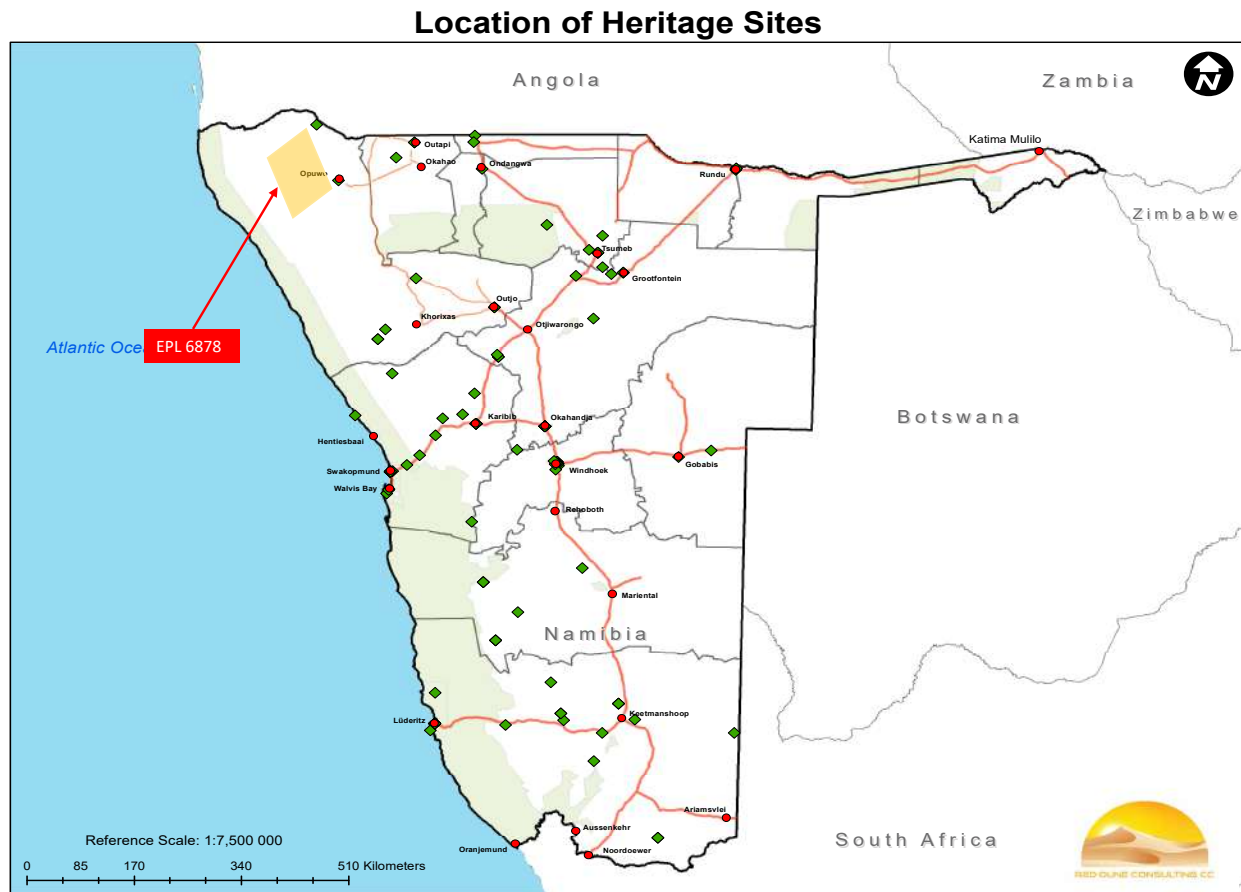 Location of Heritage Sites
Angola
Zambia
N
Katima Mulilo
Outapi
Okahao
Ondangwa
Rundu
Opuwo
Zimbabwe
Tsumeb
Grootfontein
Outjo
Khorixas
Otjiwarongo
Atlantic Ocea
EPL 6878
Botswana
Karibib
Okahandja
Hentiesbaai
Swakopmund
Windhoek
Gobabis
Walvis Bay
Rehoboth
Mariental
Namibia
Lüderitz
Keetmanshoop
Ariamsvlei
Aussenkehr
South Africa
Reference Scale: 1:7,500 000
Oranjemund
Noordoewer
0 85 170 340 510 Kilometers
RED DUNE CONSULTING CC